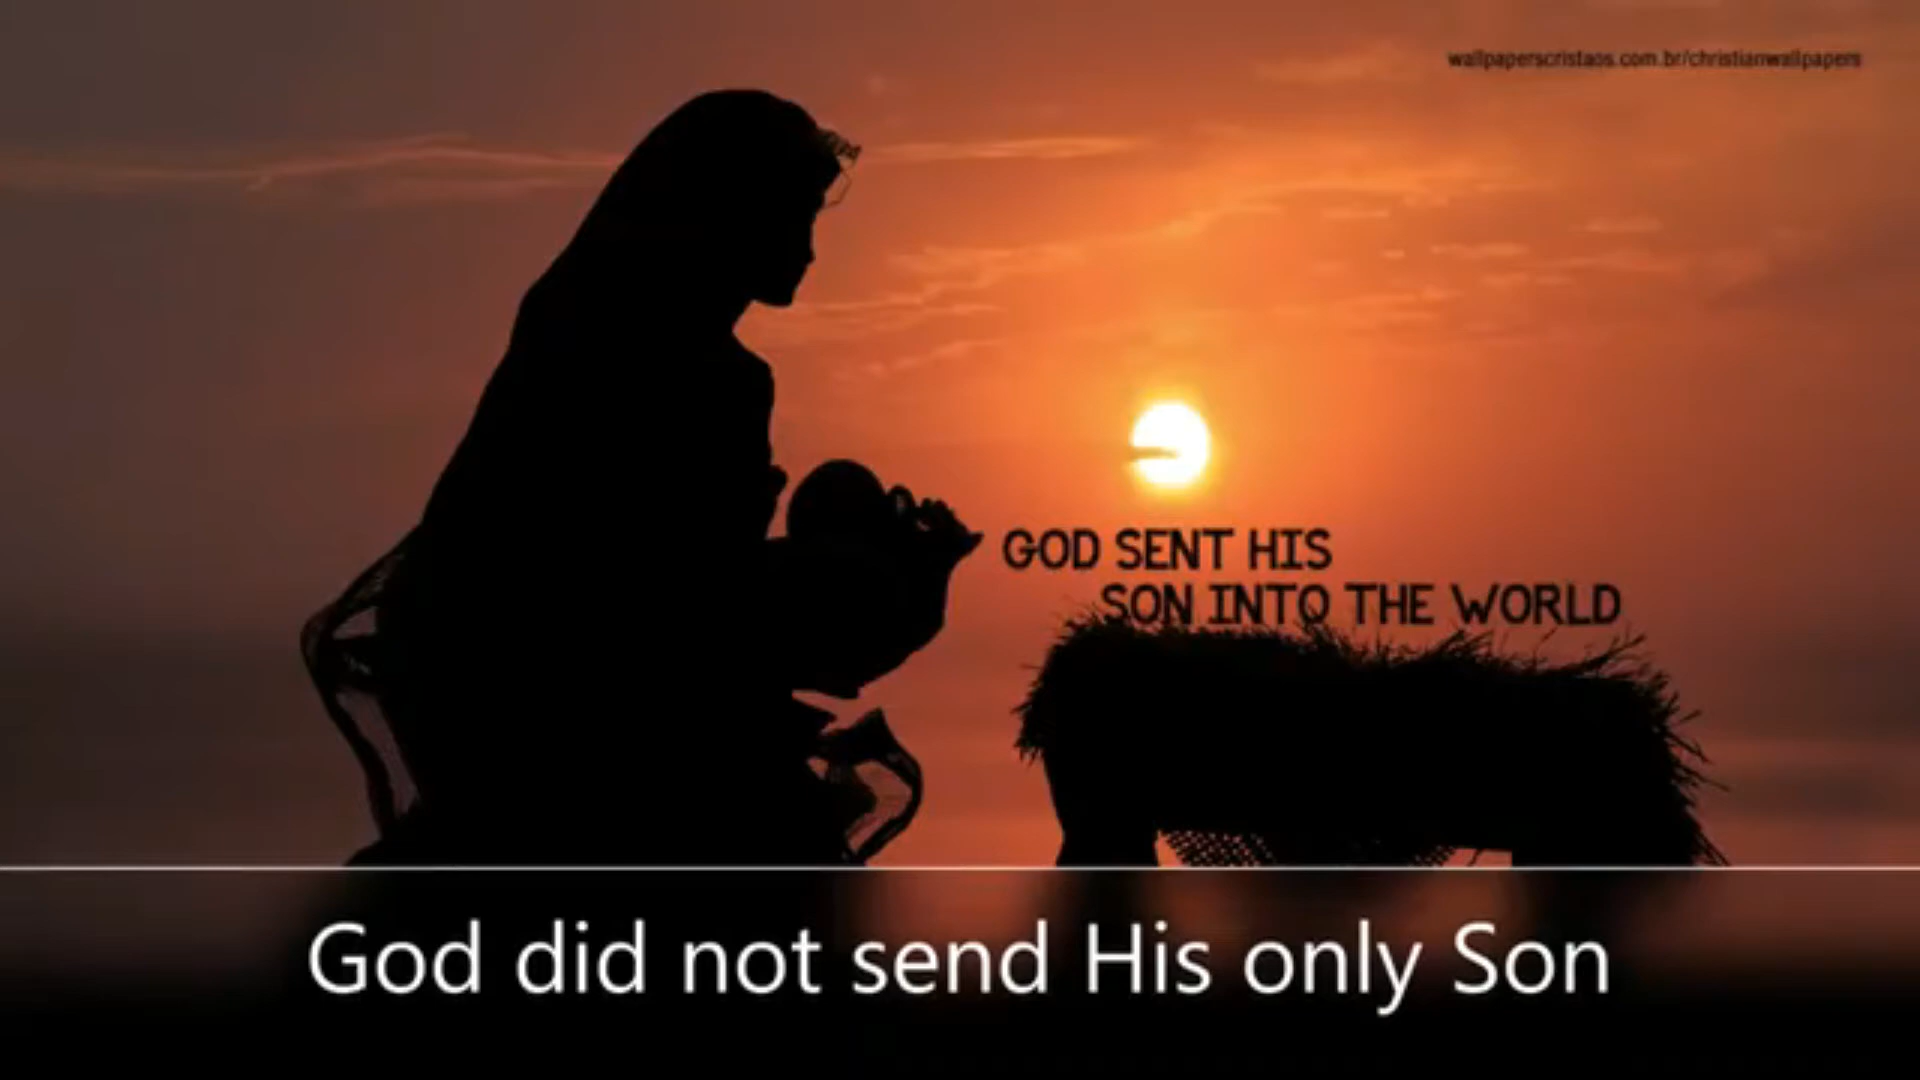 wallpaperscristaos.com.br/christianwallpapers
GOD SENT HIS
SON INTO THE WORLD
God did not send His only Son